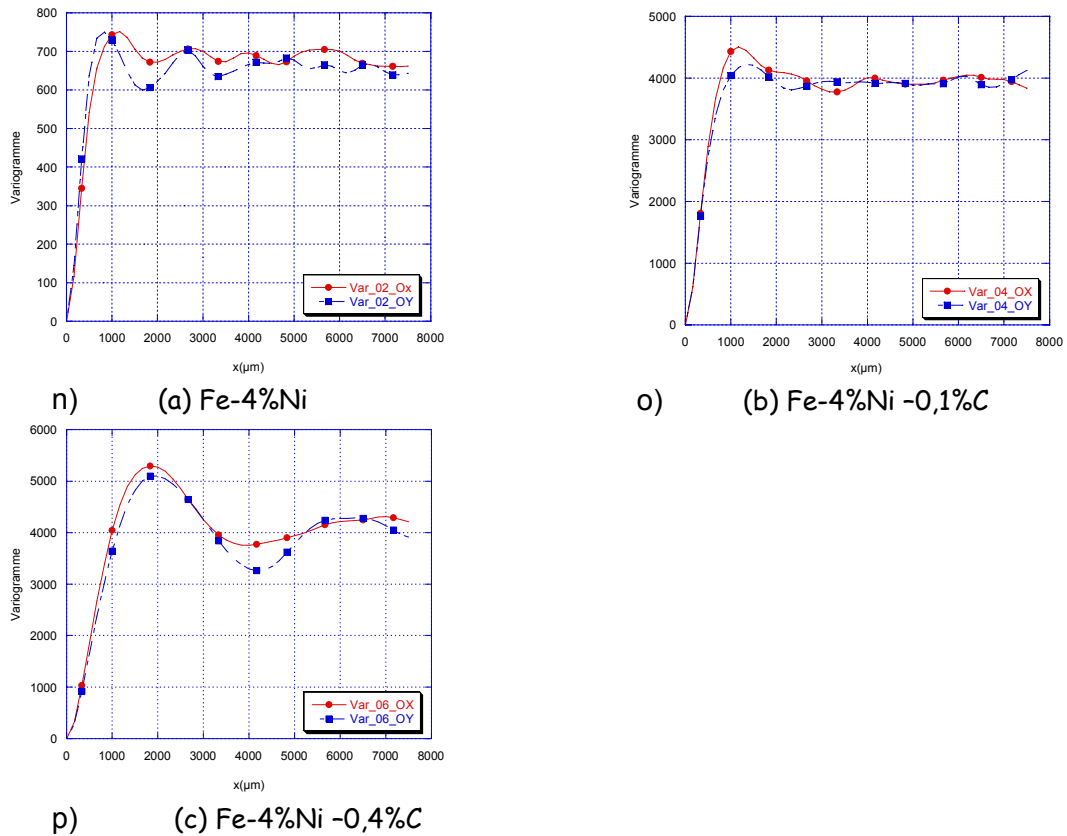 800
700
600
500
400
300
200
100
0
Variogramme
Var_02_Ox
Var_02_OY
0 1000 2000 3000 4000 5000 6000 7000 8000
x(µm)
n) (a) Fe-4%Ni
5000
4000
3000
2000
1000
0
Variogramme
Var_04_OX
Var_04_OY
0 1000 2000 3000 4000 5000 6000 7000 8000
x(µm)
o) (b) Fe-4%Ni –0,1%C
6000
5000
4000
3000
2000
1000
0
Variogramme
Var_06_OX
Var_06_OY
0 1000 2000 3000 4000 5000 6000 7000 8000
x(µm)
p) (c) Fe-4%Ni –0,4%C